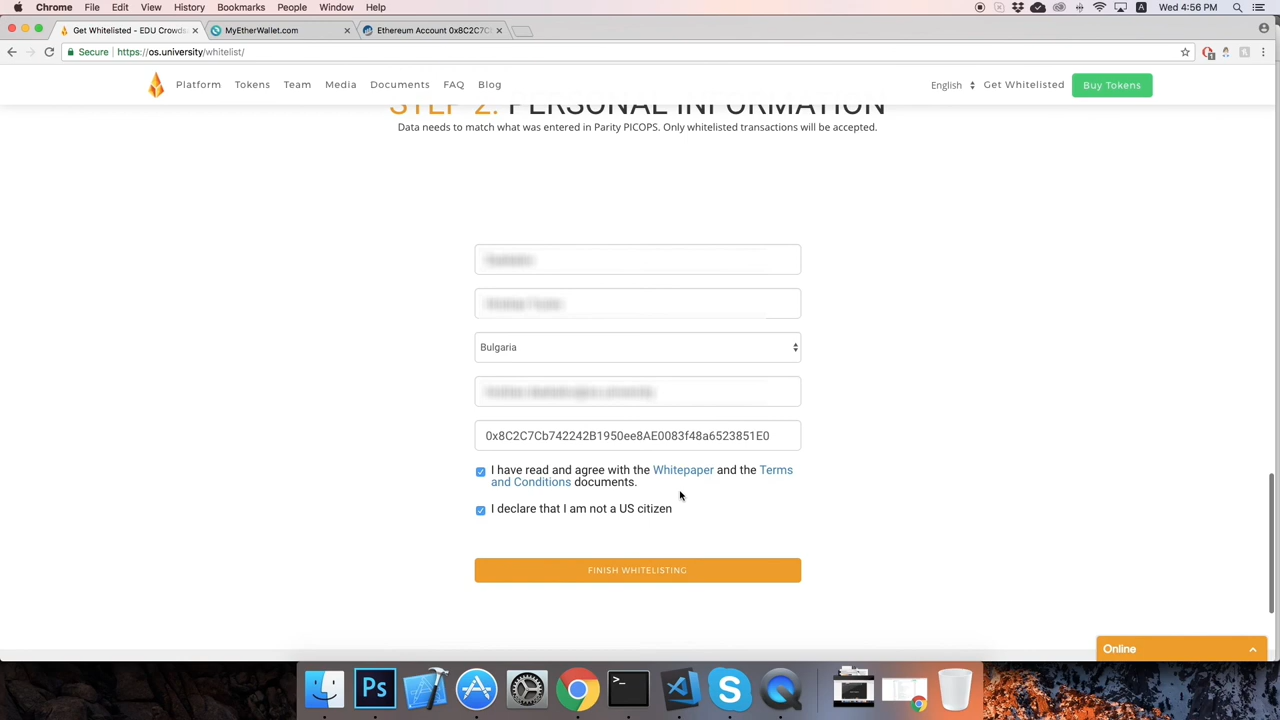 Chrome File Edit View History Bookmarks People Window Help Wed 4:56 PM
Get Whitelisted - EDU Crowds MyEtherWallet.com Ethereum Account 0x8C2C7C
Secure https://os.university/whitelist/
Platform Tokens Team Media Documents FAQ Blog English Get Whitelisted Buy Tokens
STEP 2: PERSONAL INFORMATION
Data needs to match what was entered in Parity PICOPS. Only whitelisted transactions will be accepted.
Bulgaria
0x8C2C7Cb742242B1950ee8AE0083f48a6523851E0
I have read and agree with the Whitepaper and the Terms
and Conditions documents.
I declare that I am not a US citizen
FINISH WHITELISTING
Online